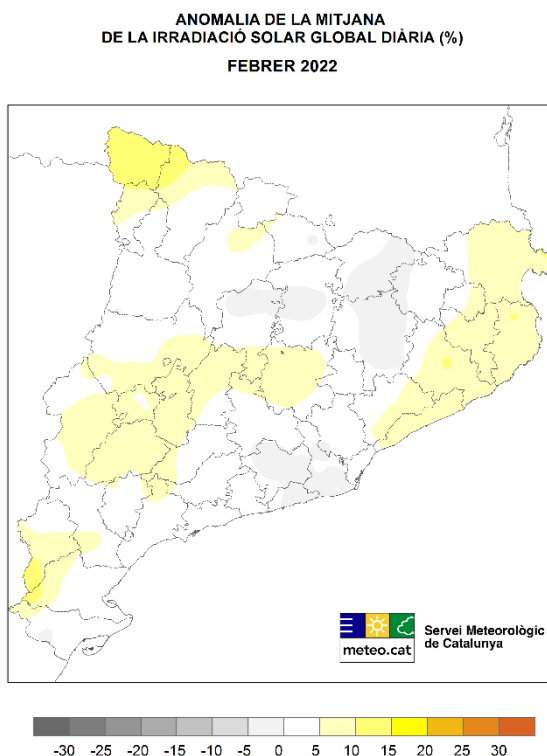 ANOMALIA DE LA MITJANA
DE LA IRRADIACIÓ SOLAR GLOBAL DIÀRIA (%)
FEBRER 2022
meteo.cat
Servei Meteorològic
de Catalunya
-30 -25 -20 -15 -10 -5 0 5 10 15 20 25 30